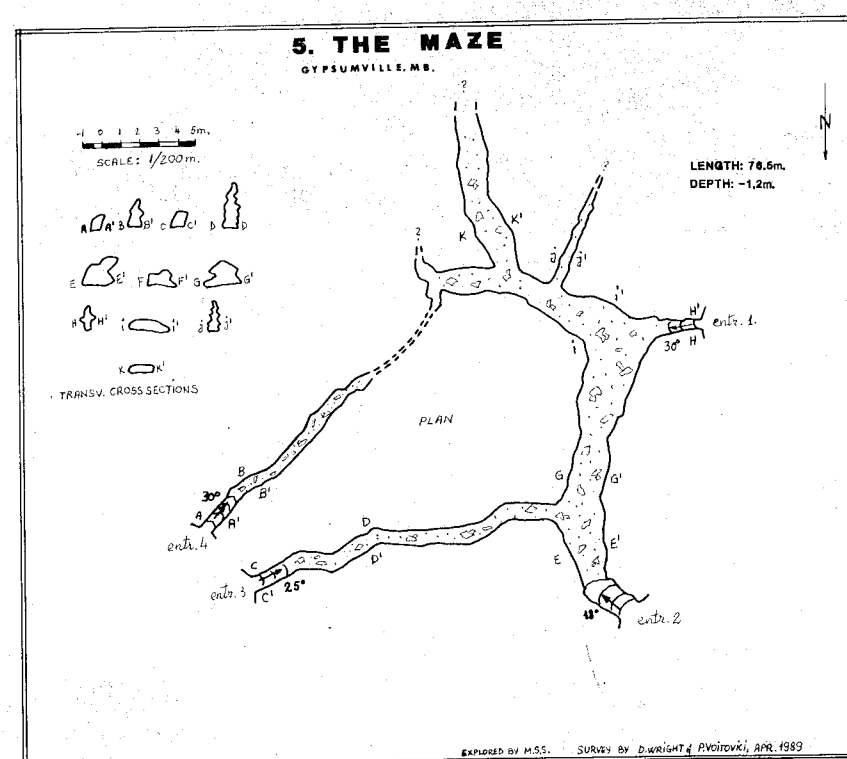 5. THE MAZE
GYPSUMVILLE, MB.
?
-1 0 1 2 3 4 5m.
SCALE: 1/200m.
N
LENGTH: 76.5m.
DEPTH: -1,2m.
?
A A' B B' C C' D D
K K'
?
j j'
E E' F F' G G'
i'
H H' i i' j j'
H'
entr. 1.
30° H
i
K K'
TRANSV. CROSS SECTIONS
PLAN
B
B'
G G'
30°
A
A'
D
entr. 4
D'
E E'
C
C' 25°
entr. 3
18°
entr. 2
EXPLORED BY M.S.S. SURVEY BY D.WRIGHT & P.VOITOVICI, APR. 1989